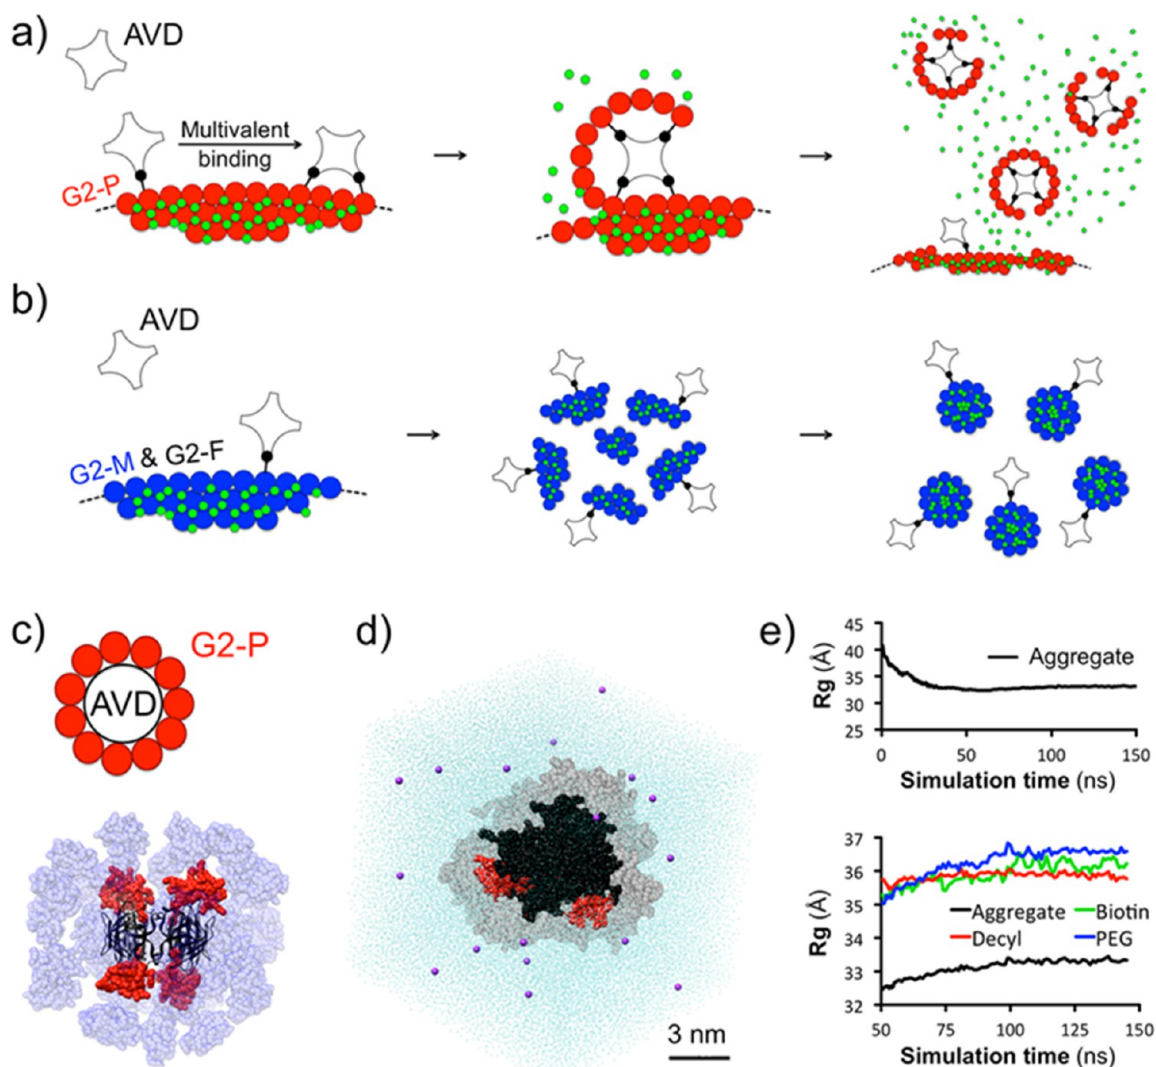 a)
AVD
Multivalent
binding
G2-P
b)
AVD
G2-M & G2-F
c)
G2-P
AVD
d)
3 nm
e)
45
40
35
30
25
Rg (Å)
Aggregate
0
50
100
150
Simulation time (ns)
37
36
35
34
33
32
Rg (Å)
Aggregate
Biotin
Decyl
PEG
50
75
100
125
150
Simulation time (ns)